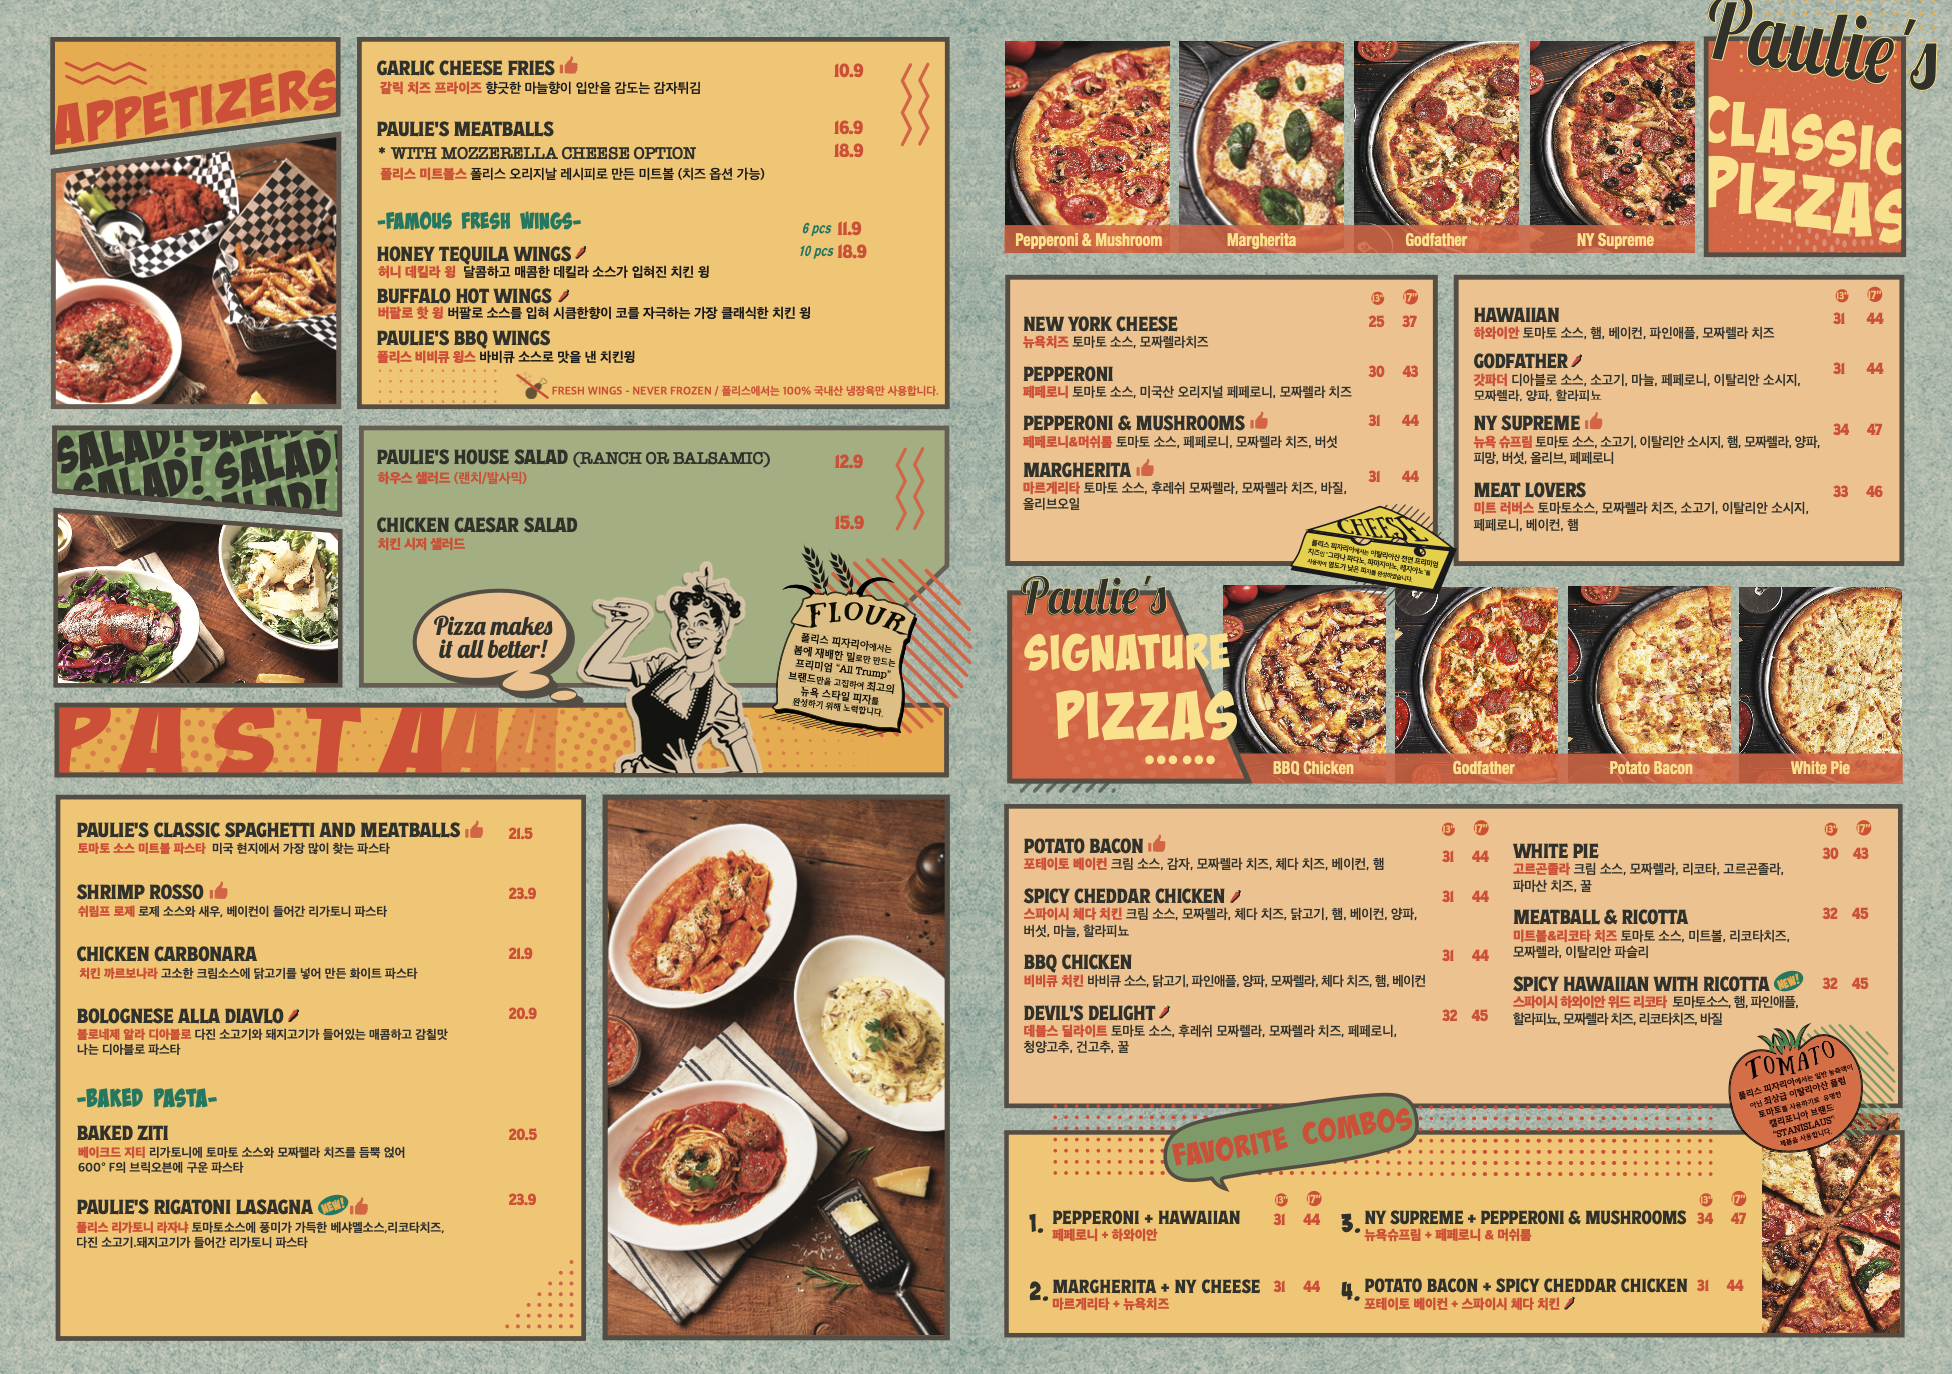 APPETIZERS
GARLIC CHEESE FRIES 10.9
갈릭 치즈 프라이즈 향긋한 마늘향이 입안을 감도는 감자튀김
PAULIE'S MEATBALLS 16.9
* WITH MOZZERELLA CHEESE OPTION 18.9
폴리스 미트볼스 폴리스 오리지날 레시피로 만든 미트볼 (치즈 옵션 가능)
-FAMOUS FRESH WINGS- 6 pcs 11.9
HONEY TEQUILA WINGS 10 pcs 18.9
허니 데킬라 윙 달콤하고 매콤한 데킬라 소스가 입혀진 치킨 윙
BUFFALO HOT WINGS
버팔로 핫 윙 버팔로 소스를 입혀 시큼한향이 코를 자극하는 가장 클래식한 치킨 윙
PAULIE'S BBQ WINGS
폴리스 비비큐 윙스 바비큐 소스로 맛을 낸 치킨윙
FRESH WINGS - NEVER FROZEN / 폴리스에서는 100% 국내산 냉장육만 사용합니다.
SALAD! SALAD!
SALAD! SALAD!
SALAD!
PAULIE'S HOUSE SALAD (RANCH OR BALSAMIC) 12.9
하우스 샐러드 (랜치/발사믹)
CHICKEN CAESAR SALAD 15.9
치킨 시저 샐러드
Pizza makes
it all better!
FLOUR
폴리스 피자리아에서는
봄에 재배한 밀로만 만드는
프리미엄 "All Trump"
브랜드만을 고집하여 최고의
뉴욕 스타일 피자를
완성하기 위해 노력합니다.
PASTAAAA
PAULIE'S CLASSIC SPAGHETTI AND MEATBALLS 21.5
토마토 소스 미트볼 파스타 미국 현지에서 가장 많이 찾는 파스타
SHRIMP ROSSO 23.9
쉬림프 로제 로제 소스와 새우, 베이컨이 들어간 리가토니 파스타
CHICKEN CARBONARA 21.9
치킨 까르보나라 고소한 크림소스에 닭고기를 넣어 만든 화이트 파스타
BOLOGNESE ALLA DIAVLO 20.9
볼로네제 알라 디아볼로 다진 소고기와 돼지고기가 들어있는 매콤하고 감칠맛
나는 디아블로 파스타
-BAKED PASTA-
BAKED ZITI 20.5
베이크드 지티 리가토니에 토마토 소스와 모짜렐라 치즈를 듬뿍 얹어
600° F의 브릭오븐에 구운 파스타
PAULIE'S RIGATONI LASAGNA NEW! 23.9
폴리스 리가토니 라자냐 토마토소스에 풍미가 가득한 베샤멜소스,리코타치즈,
다진 소고기.돼지고기가 들어간 리가토니 파스타
Paulie's
CLASSIC
PIZZAS
Pepperoni & Mushroom
Margherita
Godfather
NY Supreme
13" 17"
NEW YORK CHEESE 25 37
뉴욕치즈 토마토 소스, 모짜렐라치즈
PEPPERONI 30 43
페페로니 토마토 소스, 미국산 오리지널 페페로니, 모짜렐라 치즈
PEPPERONI & MUSHROOMS 31 44
페페로니&머쉬룸 토마토 소스, 페페로니, 모짜렐라 치즈, 버섯
MARGHERITA 31 44
마르게리타 토마토 소스, 후레쉬 모짜렐라, 모짜렐라 치즈, 바질,
올리브오일
CHEESE
폴리스 피자리아에서는 이탈리아산 천연 프리미엄
치즈인 "그라나 파다노, 파마지아노, 레지아노"를
사용하여 염도가 낮은 피자를 완성하였습니다.
13" 17"
HAWAIIAN 31 44
하와이안 토마토 소스, 햄, 베이컨, 파인애플, 모짜렐라 치즈
GODFATHER 31 44
갓파더 디아블로 소스, 소고기, 마늘, 페페로니, 이탈리안 소시지,
모짜렐라, 양파, 할라피뇨
NY SUPREME 34 47
뉴욕 슈프림 토마토 소스, 소고기, 이탈리안 소시지, 햄, 모짜렐라, 양파,
피망, 버섯, 올리브, 페페로니
MEAT LOVERS 33 46
미트 러버스 토마토소스, 모짜렐라 치즈, 소고기, 이탈리안 소시지,
페페로니, 베이컨, 햄
Paulie's
SIGNATURE
PIZZAS
BBQ Chicken
Godfather
Potato Bacon
White Pie
13" 17"
POTATO BACON 31 44
포테이토 베이컨 크림 소스, 감자, 모짜렐라 치즈, 체다 치즈, 베이컨, 햄
SPICY CHEDDAR CHICKEN 31 44
스파이시 체다 치킨 크림 소스, 모짜렐라, 체다 치즈, 닭고기, 햄, 베이컨, 양파,
버섯, 마늘, 할라피뇨
BBQ CHICKEN 31 44
비비큐 치킨 바비큐 소스, 닭고기, 파인애플, 양파, 모짜렐라, 체다 치즈, 햄, 베이컨
DEVIL'S DELIGHT 32 45
데블스 딜라이트 토마토 소스, 후레쉬 모짜렐라, 모짜렐라 치즈, 페페로니,
청양고추, 건고추, 꿀
13" 17"
WHITE PIE 30 43
고르곤졸라 크림 소스, 모짜렐라, 리코타, 고르곤졸라,
파마산 치즈, 꿀
MEATBALL & RICOTTA 32 45
미트볼&리코타 치즈 토마토 소스, 미트볼, 리코타치즈,
모짜렐라, 이탈리안 파슬리
SPICY HAWAIIAN WITH RICOTTA NEW! 32 45
스파이시 하와이안 위드 리코타 토마토소스, 햄, 파인애플,
할라피뇨, 모짜렐라 치즈, 리코타치즈, 바질
TOMATO
폴리스 피자리아에서는 일반 농축액이
아닌 최상급 이탈리아산 플럼
토마토를 사용하기로 유명한
캘리포니아 브랜드
"STANISLAUS"
제품을 사용합니다.
FAVORITE COMBOS
13" 17"
1. PEPPERONI + HAWAIIAN 31 44
페페로니 + 하와이안
2. MARGHERITA + NY CHEESE 31 44
마르게리타 + 뉴욕치즈
13" 17"
3. NY SUPREME + PEPPERONI & MUSHROOMS 34 47
뉴욕슈프림 + 페페로니 & 머쉬룸
4. POTATO BACON + SPICY CHEDDAR CHICKEN 31 44
포테이토 베이컨 + 스파이시 체다 치킨